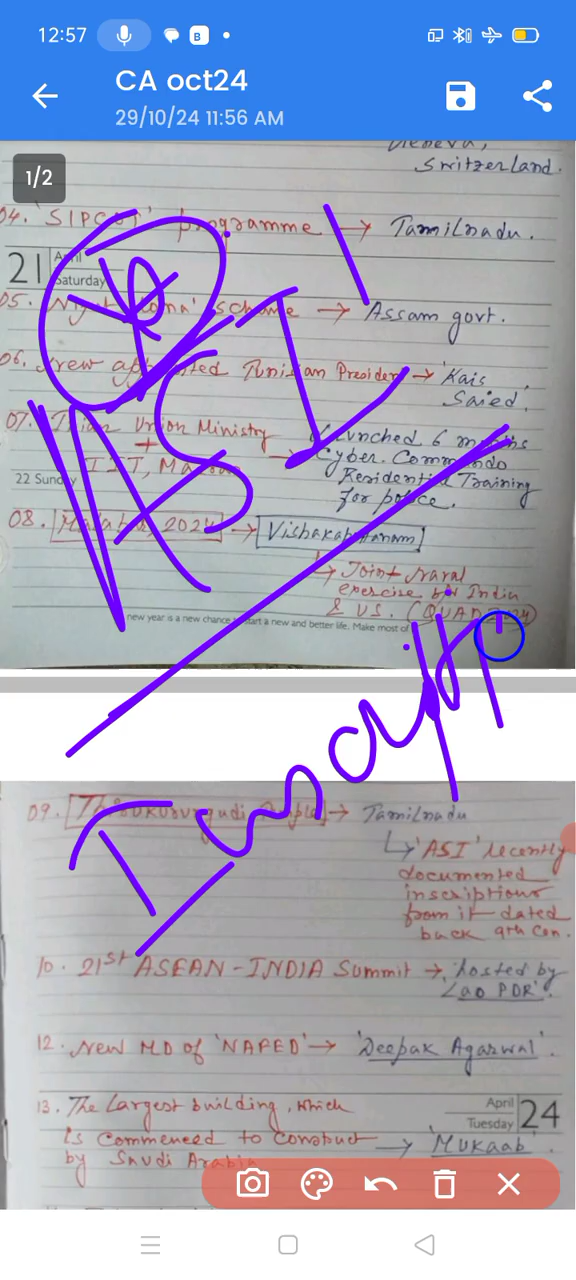 12:57
B
CA oct24
29/10/24 11:56 AM
1/2
Switzerland.
04. 'SIPCOT' programme → Tamilnadu.
21 April
Saturday
05. scheme → Assam govt.
06. New appointed Tunisian President → 'Kais
Saied'
07. Union Ministry
+
IIT, → Launched 6 months
Cyber Commando
Residential Training
for police.
22 Sunday
08. 2024 → Vishakapatanam
↳ Joint naval
exercise b/w India
& US. (QUAD
new year is a new chance to start a new and better life. Make most of
ASI
09. → Tamilnadu
↳ 'ASI' recently
documented
inscriptions
from it dated
back 9th Cen.
10. 21st ASEAN-INDIA Summit → hosted by
'Lao PDR'.
12. New MD of 'NAFED' → 'Deepak Agarwal'.
13. The Largest building, which
is Commenced to Construct → 'Mukaab'.
by Saudi Arabia
April
Tuesday 24